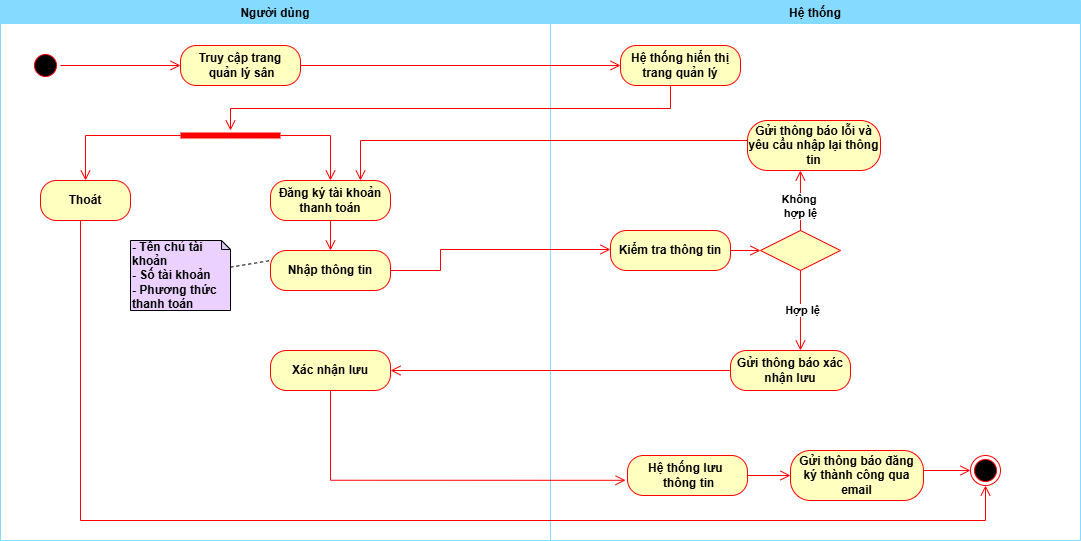 Người dùng
Hệ thống
Truy cập trang
quản lý sân
Hệ thống hiển thị
trang quản lý
Gửi thông báo lỗi và
yêu cầu nhập lại thông
tin
Thoát
Đăng ký tài khoản
thanh toán
Không
hợp lệ
- Tên chủ tài
khoản
- Số tài khoản
- Phương thức
thanh toán
Nhập thông tin
Kiểm tra thông tin
Hợp lệ
Xác nhận lưu
Gửi thông báo xác
nhận lưu
Hệ thống lưu
thông tin
Gửi thông báo đăng
ký thành công qua
email